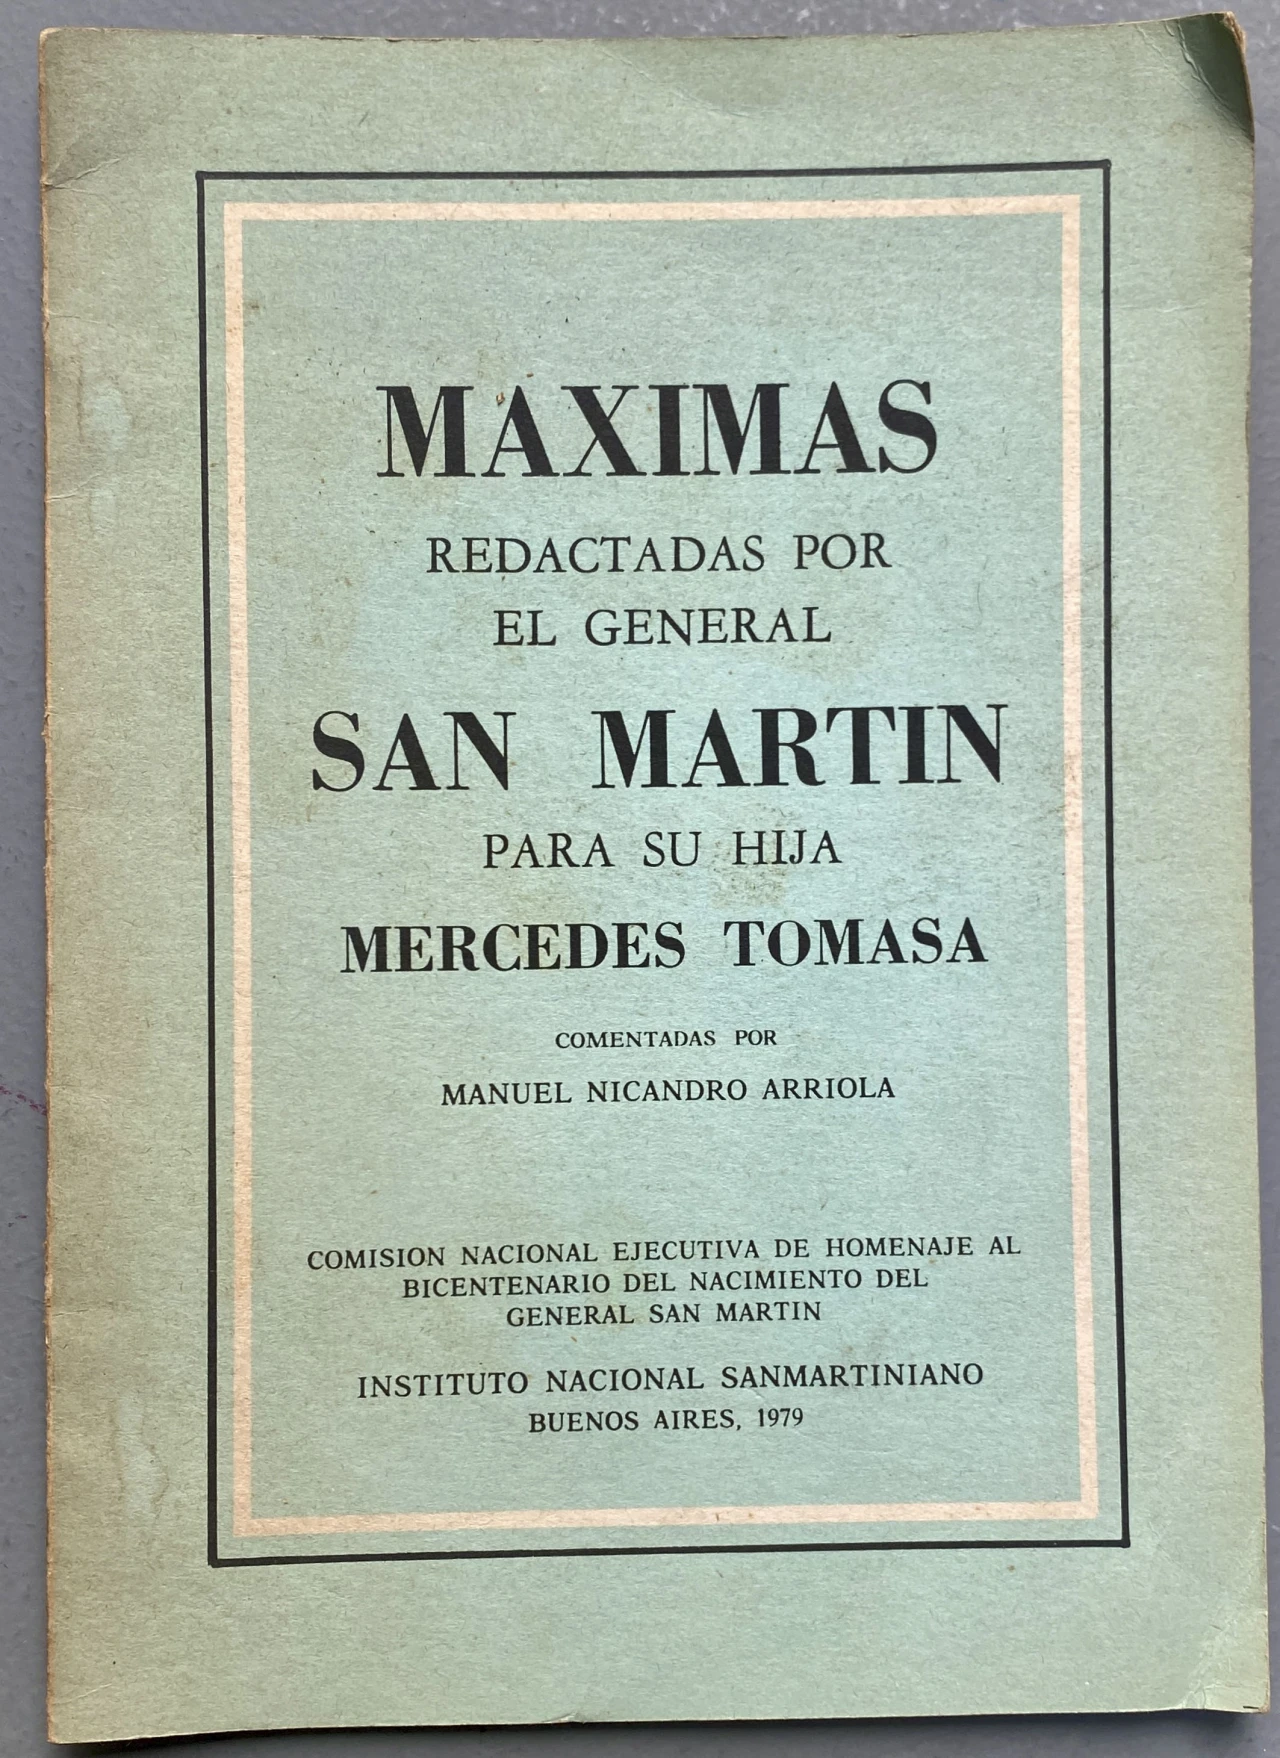 MAXIMAS
REDACTADAS POR
EL GENERAL
SAN MARTIN
PARA SU HIJA
MERCEDES TOMASA
COMENTADAS POR
MANUEL NICANDRO ARRIOLA
COMISION NACIONAL EJECUTIVA DE HOMENAJE AL
BICENTENARIO DEL NACIMIENTO DEL
GENERAL SAN MARTIN
INSTITUTO NACIONAL SANMARTINIANO
BUENOS AIRES, 1979